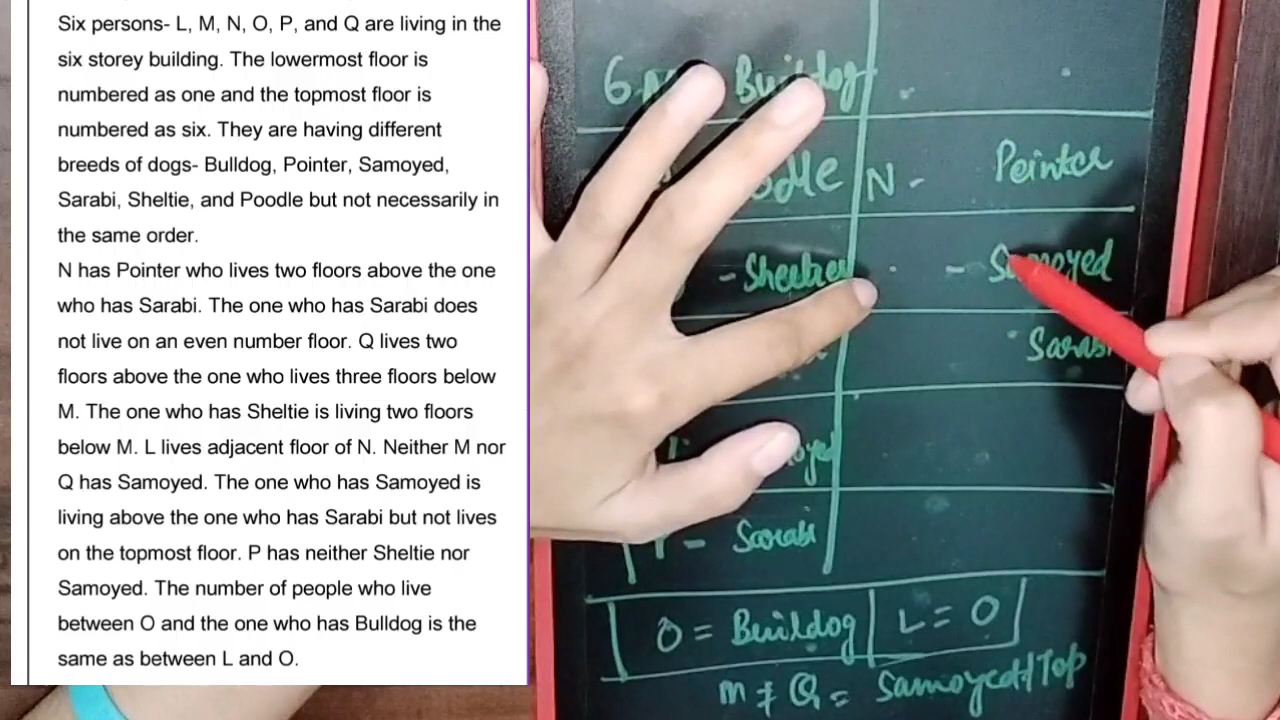 Six persons- L, M, N, O, P, and Q are living in the
six storey building. The lowermost floor is
numbered as one and the topmost floor is
numbered as six. They are having different
breeds of dogs- Bulldog, Pointer, Samoyed,
Sarabi, Sheltie, and Poodle but not necessarily in
the same order.
N has Pointer who lives two floors above the one
who has Sarabi. The one who has Sarabi does
not live on an even number floor. Q lives two
floors above the one who lives three floors below
M. The one who has Sheltie is living two floors
below M. L lives adjacent floor of N. Neither M nor
Q has Samoyed. The one who has Samoyed is
living above the one who has Sarabi but not lives
on the topmost floor. P has neither Sheltie nor
Samoyed. The number of people who live
between O and the one who has Bulldog is the
same as between L and O.
N - Pointer
- Samoyed
Sarabi
- Sarabi
O = Buildog L = O
M ≠ Q = Samoyed/Top